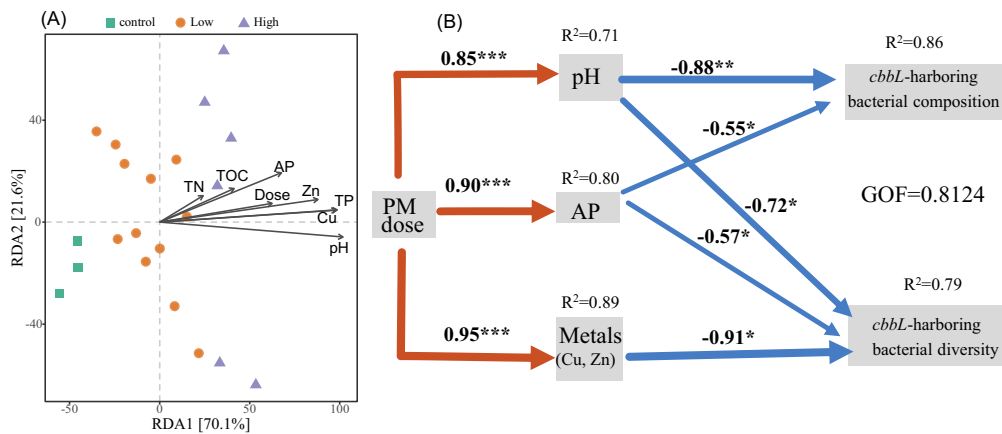 (A)
control
Low
High
RDA2 [21.6%]
40
0
-40
TN
TOC
AP
Dose
Zn
TP
Cu
pH
-50
0
50
100
RDA1 [70.1%]
(B)
R²=0.71
R²=0.86
0.85***
pH
-0.88**
cbbL-harboring
bacterial composition
-0.55*
R²=0.80
PM
dose
0.90***
AP
-0.72*
-0.57*
GOF=0.8124
R²=0.89
R²=0.79
0.95***
Metals
(Cu, Zn)
-0.91*
cbbL-harboring
bacterial diversity